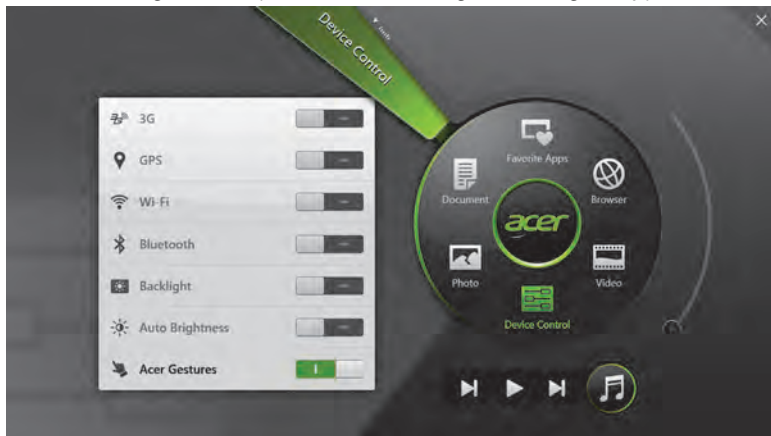 Device Control
3G
GPS
Wi-Fi
Bluetooth
Backlight
Auto Brightness
Acer Gestures
Favorite Apps
Document
Browser
acer
Photo
Video
Device Control